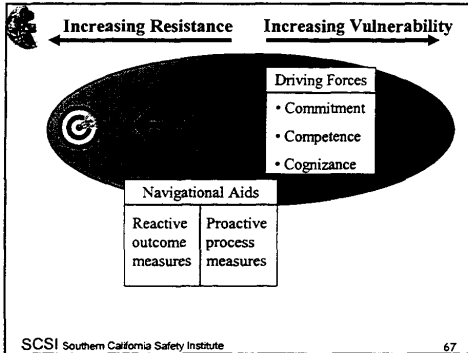 Increasing Resistance Increasing Vulnerability
Driving Forces
• Commitment
• Competence
• Cognizance
Navigational Aids
Reactive outcome measures
Proactive process measures
SCSI Southern California Safety Institute 67